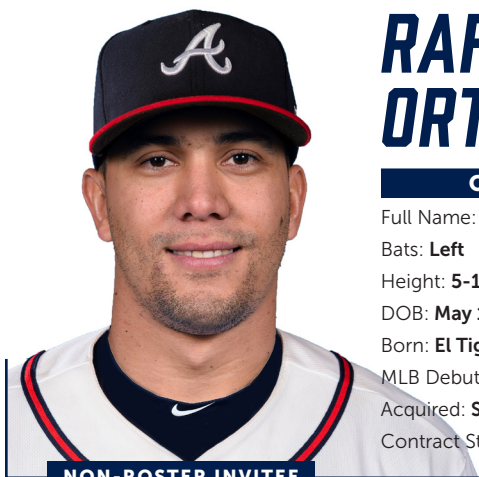 RAF
ORT
Full Name:
Bats: Left
Height: 5-1
DOB: May
Born: El Tig
MLB Debut
Acquired: S
Contract St
NON-ROSTER INVITEE